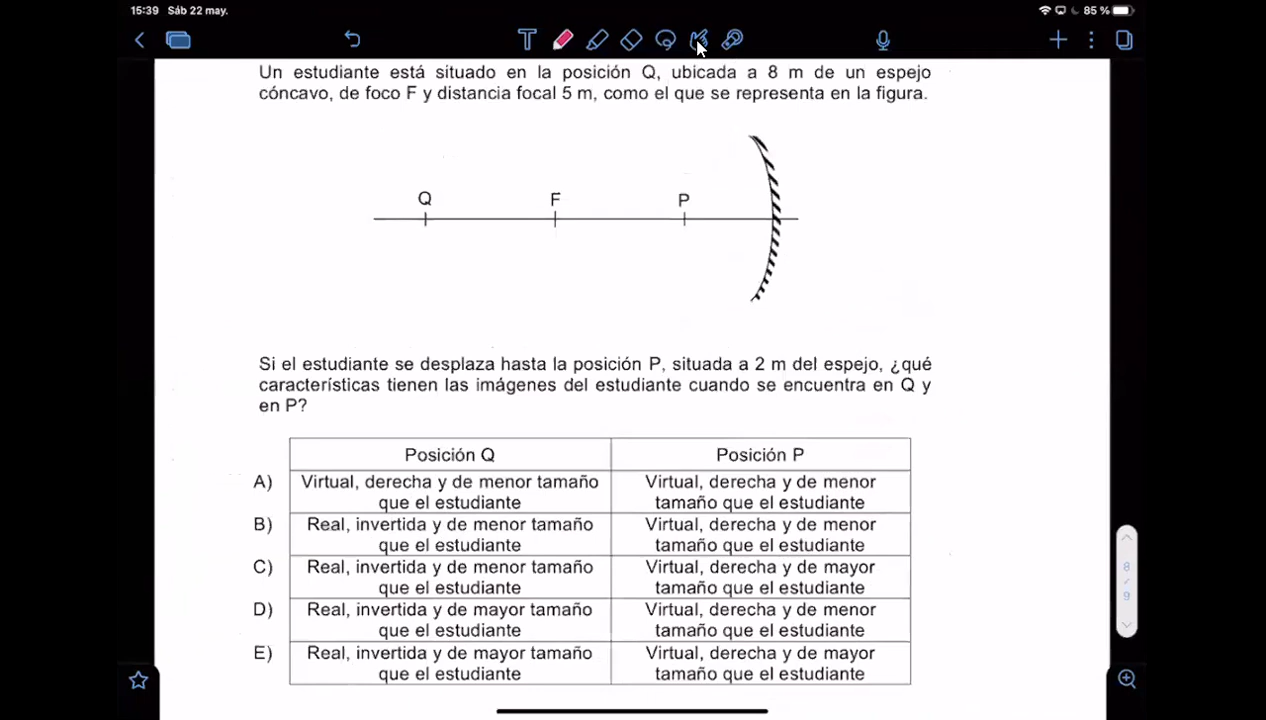 15:39 Sáb 22 may.
85 %
Un estudiante está situado en la posición Q, ubicada a 8 m de un espejo
cóncavo, de foco F y distancia focal 5 m, como el que se representa en la figura.
Q F P
Si el estudiante se desplaza hasta la posición P, situada a 2 m del espejo, ¿qué
características tienen las imágenes del estudiante cuando se encuentra en Q y
en P?
Posición Q Posición P
A) Virtual, derecha y de menor tamaño Virtual, derecha y de menor
que el estudiante tamaño que el estudiante
B) Real, invertida y de menor tamaño Virtual, derecha y de menor
que el estudiante tamaño que el estudiante
C) Real, invertida y de menor tamaño Virtual, derecha y de mayor
que el estudiante tamaño que el estudiante
D) Real, invertida y de mayor tamaño Virtual, derecha y de menor
que el estudiante tamaño que el estudiante
E) Real, invertida y de mayor tamaño Virtual, derecha y de mayor
que el estudiante tamaño que el estudiante
8
/
9